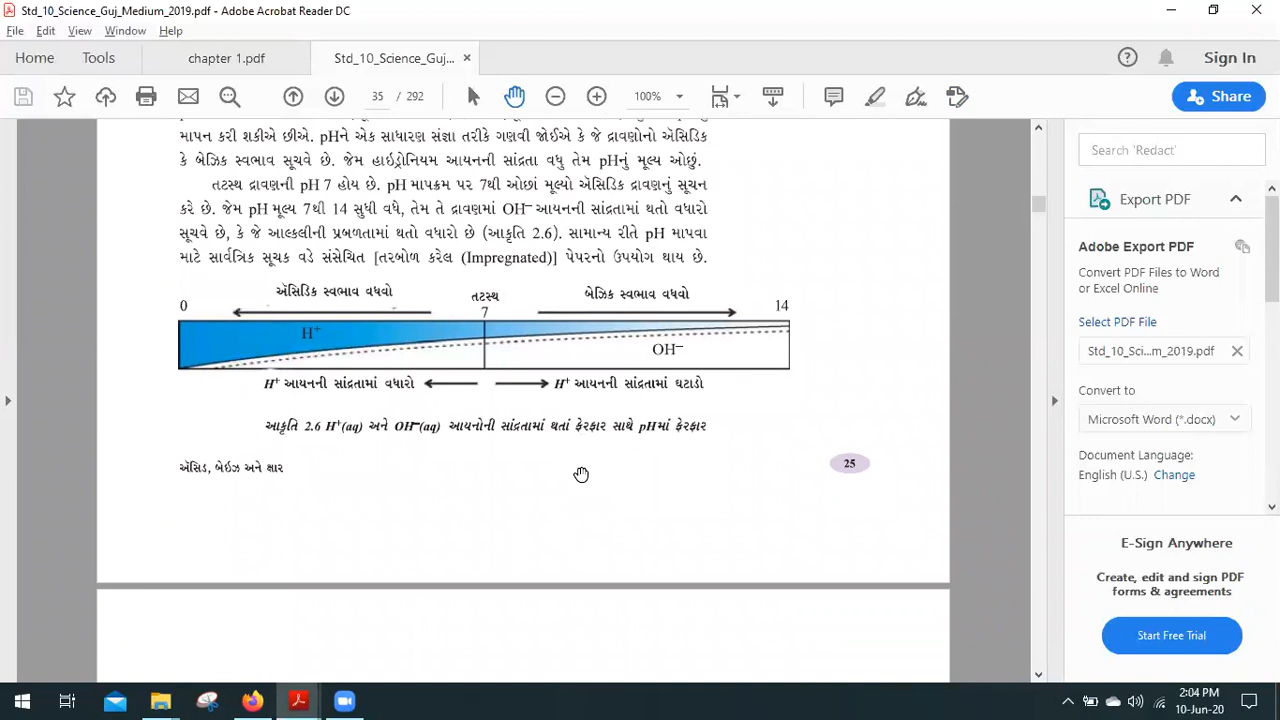 Std_10_Science_Guj_Medium_2019.pdf - Adobe Acrobat Reader DC
File Edit View Window Help
Home Tools chapter 1.pdf Std_10_Science_Guj... × Sign In
35 / 292 100% Share
માપન કરી શકીએ છીએ. pHને એક સાધારણ સંજ્ઞા તરીકે ગણવી જોઈએ કે જે દ્રાવણોનો ઍસિડિક
કે બેઝિક સ્વભાવ સૂચવે છે. જેમ હાઇડ્રોનિયમ આયનની સાંદ્રતા વધુ તેમ pHનું મૂલ્ય ઓછું.
તટસ્થ દ્રાવણની pH 7 હોય છે. pH માપક્રમ પર 7થી ઓછાં મૂલ્યો ઍસિડિક દ્રાવણનું સૂચન
કરે છે. જેમ pH મૂલ્ય 7થી 14 સુધી વધે, તેમ તે દ્રાવણમાં OH⁻ આયનની સાંદ્રતામાં થતો વધારો
સૂચવે છે, કે જે આલ્કલીની પ્રબળતામાં થતો વધારો છે (આકૃતિ 2.6). સામાન્ય રીતે pH માપવા
માટે સાર્વત્રિક સૂચક વડે સંસેચિત [તરબોળ કરેલ (Impregnated)] પેપરનો ઉપયોગ થાય છે.
ઍસિડિક સ્વભાવ વધવો તટસ્થ બેઝિક સ્વભાવ વધવો
0 7 14
H⁺
OH⁻
H⁺ આયનની સાંદ્રતામાં વધારો H⁺ આયનની સાંદ્રતામાં ઘટાડો
આકૃતિ 2.6 H⁺(aq) અને OH⁻(aq) આયનોની સાંદ્રતામાં થતાં ફેરફાર સાથે pHમાં ફેરફાર
ઍસિડ, બેઇઝ અને ક્ષાર 25
Search 'Redact'
Export PDF
Adobe Export PDF
Convert PDF Files to Word
or Excel Online
Select PDF File
Std_10_Sci...m_2019.pdf ×
Convert to
Microsoft Word (*.docx)
Document Language:
English (U.S.) Change
E-Sign Anywhere
Create, edit and sign PDF
forms & agreements
Start Free Trial
2:04 PM
10-Jun-20